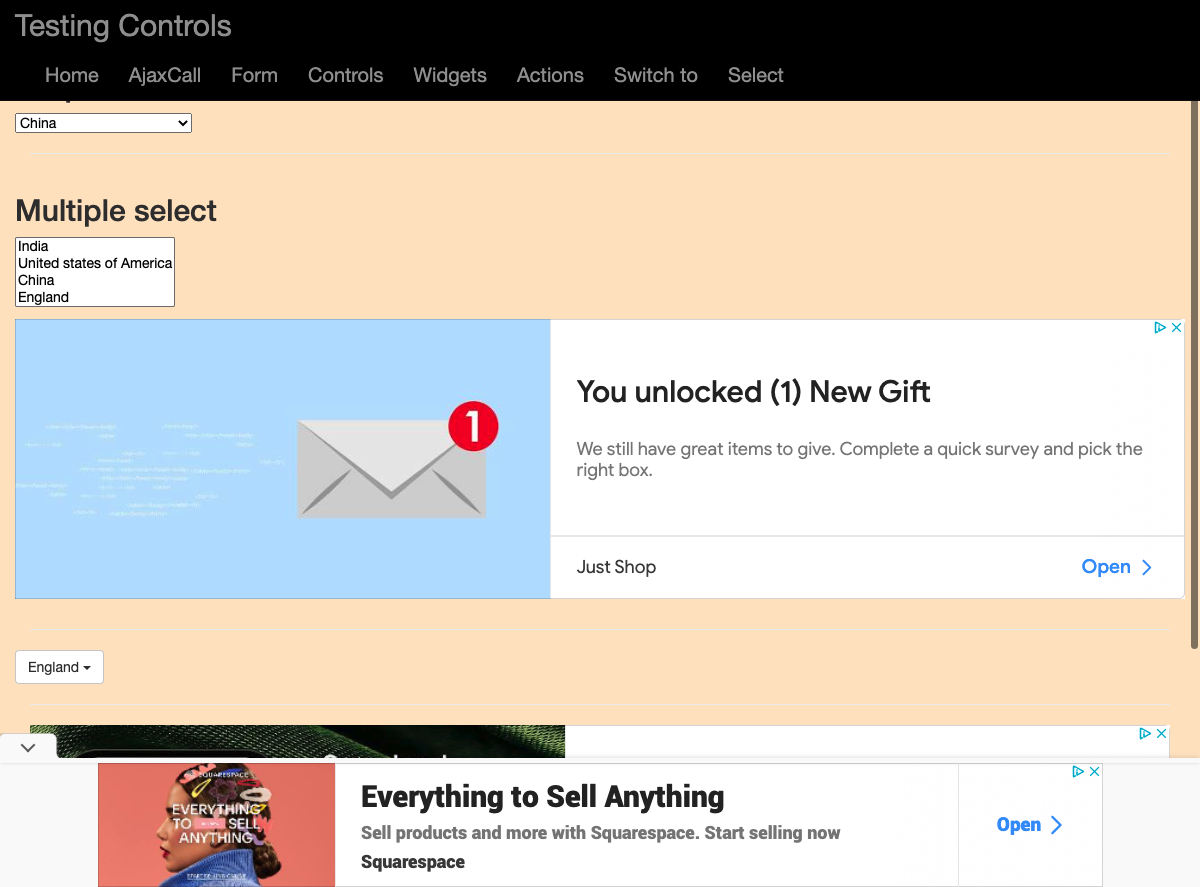 Testing Controls
Home AjaxCall Form Controls Widgets Actions Switch to Select
China
Multiple select
India
United states of America
China
England
1
You unlocked (1) New Gift
We still have great items to give. Complete a quick survey and pick the
right box.
Just Shop
Open
England
SQUARESPACE
EVERYTHING
TO SELL
ANYTHING
Everything to Sell Anything
Sell products and more with Squarespace. Start selling now
Squarespace
Open